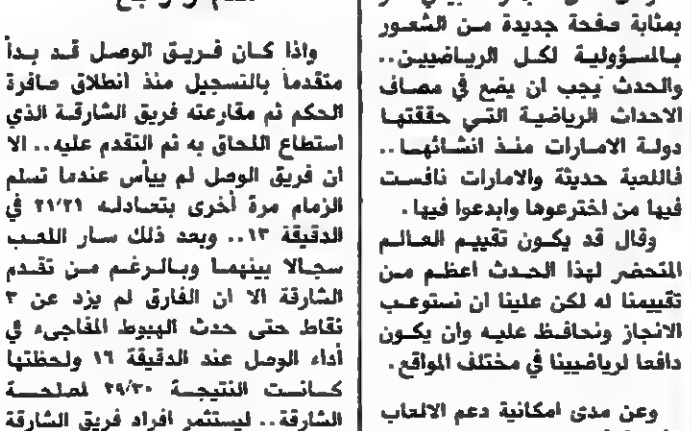 بمثابة صفحة جديدة من الشعور
بالمسؤولية لكل الرياضيين..
والحدث يجب ان يضع في مصاف
الاحداث الرياضية التي حققتها
دولة الامارات منذ انشائها..
فاللعبة حديثة والامارات نافست
فيها من اخترعوها وابدعوا فيها.
وقال قد يكون تقييم العالم
المتحضر لهذا الحدث اعظم من
تقييمنا له لكن علينا ان نستوعب
الانجاز ونحافظ عليه وان يكون
دافعا لرياضيينا في مختلف المواقع.
وعن مدى امكانية دعم الالعاب
واذا كان فريق الوصل قد بدأ
متقدماً بالتسجيل منذ انطلاق صافرة
الحكم ثم مقارعته فريق الشارقة الذي
استطاع اللحاق به ثم التقدم عليه.. الا
ان فريق الوصل لم ييأس عندما تسلم
الزمام مرة أخرى بتعادله ٢١/٢١ في
الدقيقة ١٣.. وبعد ذلك سار اللعب
سجالا بينهما وبالرغم من تقدم
الشارقة الا ان الفارق لم يزد عن ٣
نقاط حتى حدث الهبوط المفاجىء في
أداء الوصل عند الدقيقة ١٦ ولحظتها
كانت النتيجة ٢٩/٣٠ لصلحة
الشارقة.. ليستثمر افراد فريق الشارقة